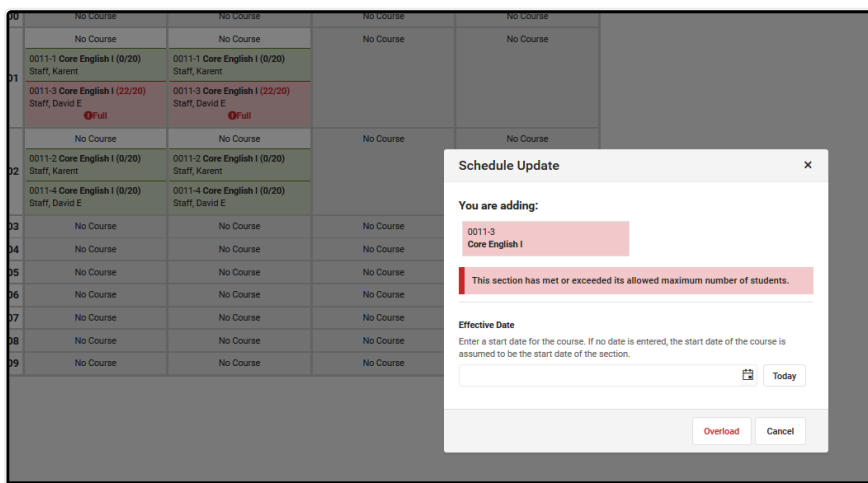 00 No Course No Course No Course No Course
No Course No Course No Course No Course
01
0011-1 Core English I (0/20) 0011-1 Core English I (0/20)
Staff, Karent Staff, Karent
0011-3 Core English I (22/20) 0011-3 Core English I (22/20)
Staff, David E Staff, David E
Full Full
No Course No Course No Course No Course
02
0011-2 Core English I (0/20) 0011-2 Core English I (0/20)
Staff, Karent Staff, Karent
0011-4 Core English I (0/20) 0011-4 Core English I (0/20)
Staff, David E Staff, David E
03 No Course No Course No Course
04 No Course No Course No Course
05 No Course No Course No Course
06 No Course No Course No Course
07 No Course No Course No Course
08 No Course No Course No Course
09 No Course No Course No Course
Schedule Update ×
You are adding:
0011-3
Core English I
This section has met or exceeded its allowed maximum number of students.
Effective Date
Enter a start date for the course. If no date is entered, the start date of the course is
assumed to be the start date of the section.
Today
Overload Cancel